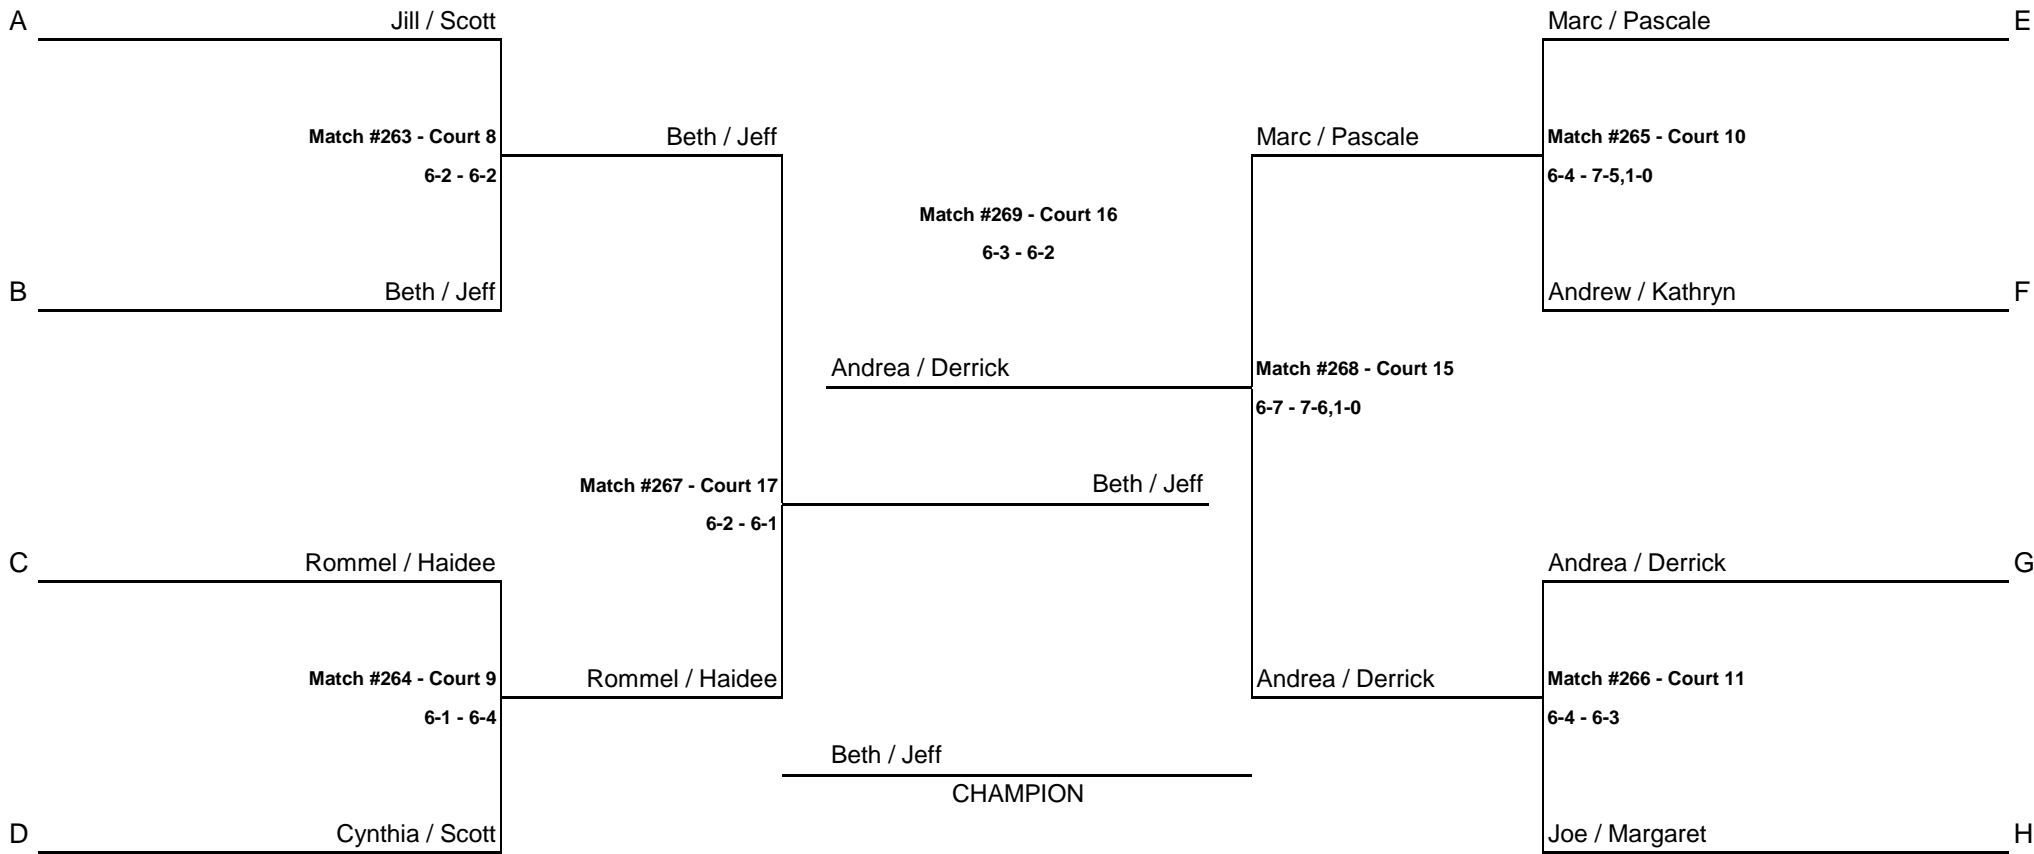 A
Jill / Scott
Marc / Pascale
E
Match #263 - Court 8
Beth / Jeff
Marc / Pascale
Match #265 - Court 10
6-2 - 6-2
6-4 - 7-5,1-0
Match #269 - Court 16
6-3 - 6-2
B
Beth / Jeff
Andrew / Kathryn
F
Andrea / Derrick
Match #268 - Court 15
6-7 - 7-6,1-0
Match #267 - Court 17
Beth / Jeff
6-2 - 6-1
C
Rommel / Haidee
Andrea / Derrick
G
Match #264 - Court 9
Rommel / Haidee
Andrea / Derrick
Match #266 - Court 11
6-1 - 6-4
6-4 - 6-3
Beth / Jeff
CHAMPION
D
Cynthia / Scott
Joe / Margaret
H